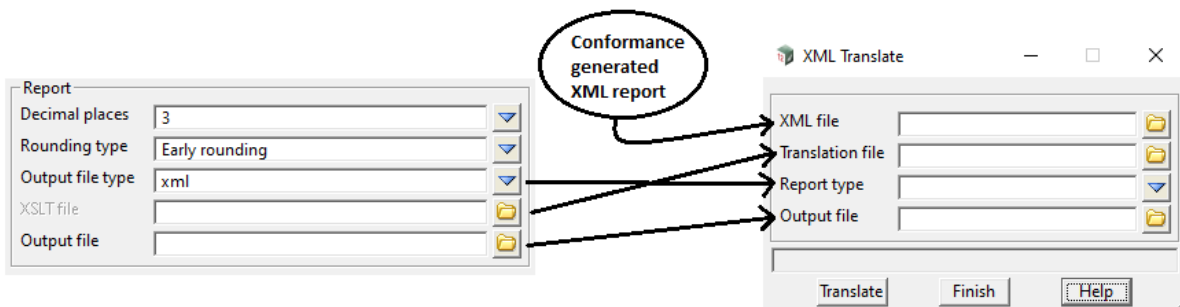 Conformance
generated
XML report
Report
Decimal places 3
Rounding type Early rounding
Output file type xml
XSLT file
Output file
XML Translate
XML file
Translation file
Report type
Output file
Translate Finish Help